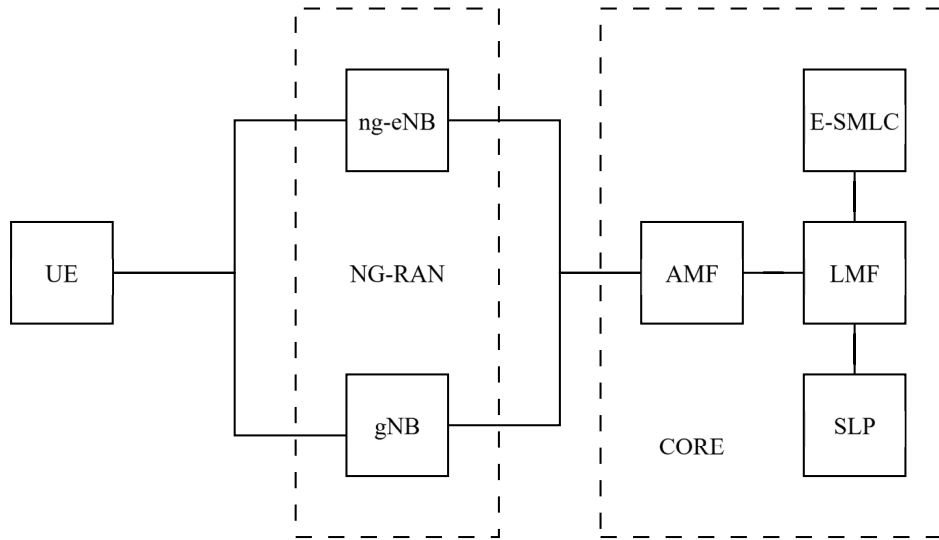 ng-eNB
E-SMLC
UE
NG-RAN
AMF
LMF
gNB
CORE
SLP